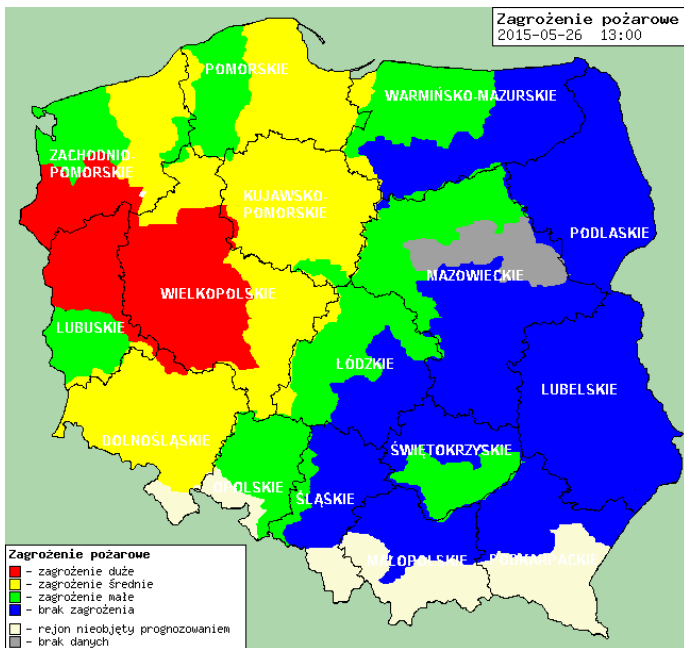 Zagrożenie pożarowe
2015-05-26 13:00
POMORSKIE
WARMIŃSKO-MAZURSKIE
ZACHODNIO
POMORSKIE
KUJAWSKO-
POMORSKIE
PODLASKIE
MAZOWIECKIE
WIELKOPOLSKIE
LUBUSKIE
ŁÓDZKIE
LUBELSKIE
DOLNOŚLĄSKIE
ŚWIĘTOKRZYSKIE
OPOLSKIE
ŚLĄSKIE
MAŁOPOLSKIE
PODKARPACKIE
Zagrożenie pożarowe
– zagrożenie duże
– zagrożenie średnie
– zagrożenie małe
– brak zagrożenia
– rejon nieobjęty prognozowaniem
– brak danych